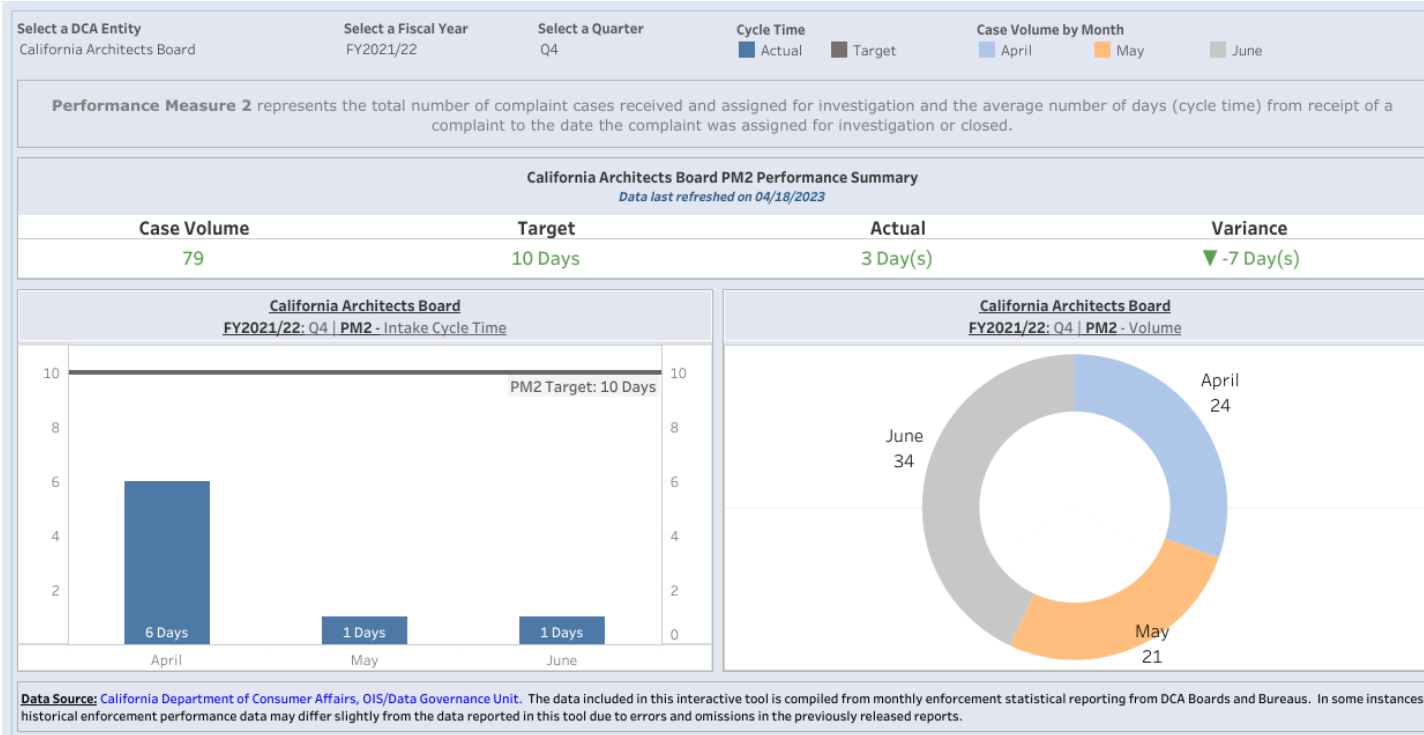 Select a DCA Entity
California Architects Board
Select a Fiscal Year
FY2021/22
Select a Quarter
Q4
Cycle Time
Actual
Target
Case Volume by Month
April
May
June
Performance Measure 2 represents the total number of complaint cases received and assigned for investigation and the average number of days (cycle time) from receipt of a
complaint to the date the complaint was assigned for investigation or closed.
California Architects Board PM2 Performance Summary
Data last refreshed on 04/18/2023
Case Volume
Target
Actual
Variance
79
10 Days
3 Day(s)
▼ -7 Day(s)
California Architects Board
FY2021/22: Q4 | PM2 - Intake Cycle Time
10
8
6
4
2
PM2 Target: 10 Days
10
8
6
4
2
0
6 Days
1 Days
1 Days
April
May
June
California Architects Board
FY2021/22: Q4 | PM2 - Volume
April
24
June
34
May
21
Data Source: California Department of Consumer Affairs, OIS/Data Governance Unit. The data included in this interactive tool is compiled from monthly enforcement statistical reporting from DCA Boards and Bureaus. In some instances
historical enforcement performance data may differ slightly from the data reported in this tool due to errors and omissions in the previously released reports.